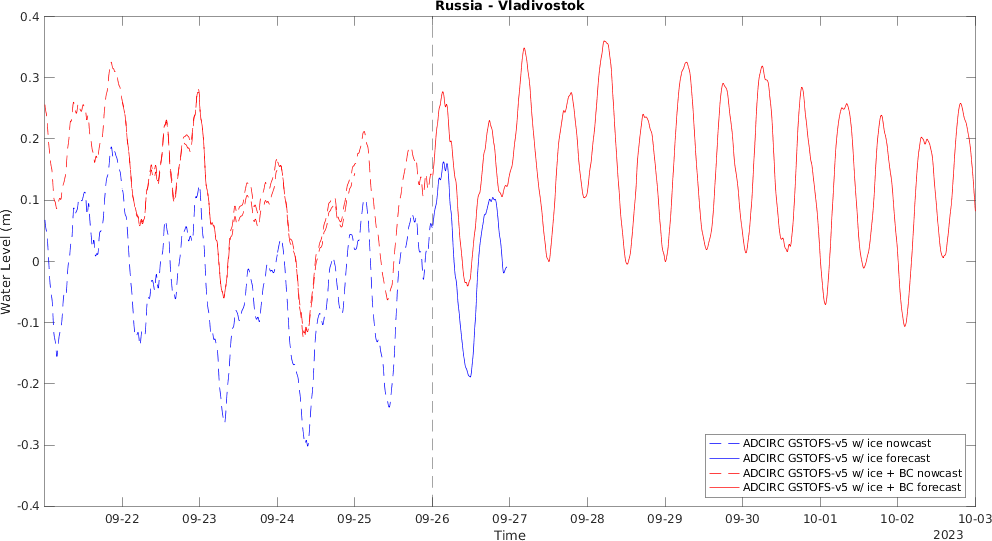 Russia - Vladivostok
Water Level (m)
0.4
0.3
0.2
0.1
0
-0.1
-0.2
-0.3
-0.4
ADCIRC GSTOFS-v5 w/ ice nowcast
ADCIRC GSTOFS-v5 w/ ice forecast
ADCIRC GSTOFS-v5 w/ ice + BC nowcast
ADCIRC GSTOFS-v5 w/ ice + BC forecast
09-22 09-23 09-24 09-25 09-26 09-27 09-28 09-29 09-30 10-01 10-02 10-03
Time
2023